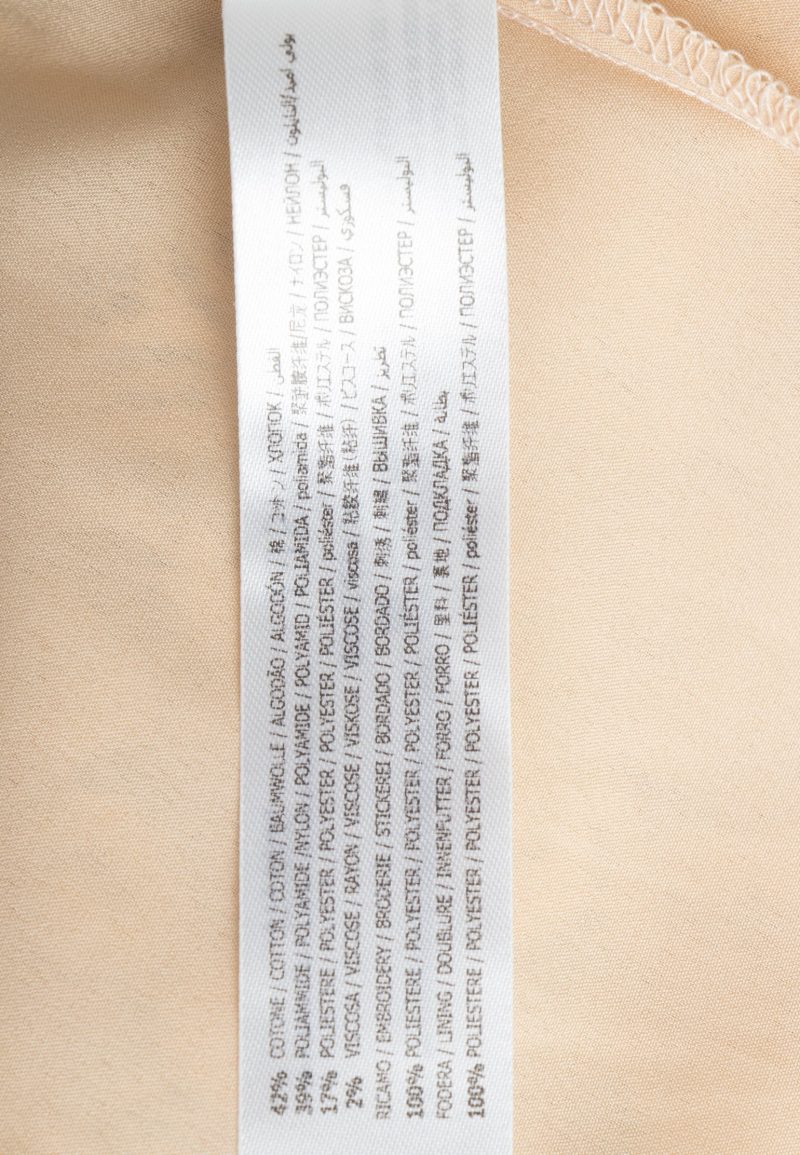 42% COTONE / COTTON / COTON / BAUMWOLLE / ALGODÃO / ALGODÓN / 棉 / コットン / ХЛОПОК / القطن
39% POLIAMMIDE / POLYAMIDE /NYLON / POLYAMIDE / POLYAMID / POLIAMIDA / poliamida / 聚酰胺纤维/尼龙 / ナイロン / НЕЙЛОН / بولي اميد/النايلون
17% POLIESTERE / POLYESTER / POLYESTER / POLYESTER / POLIÉSTER / poliéster / 聚酯纤维 / ポリエステル / ПОЛИЭСТЕР / البوليستر
2% VISCOSA / VISCOSE / RAYON / VISCOSE / VISKOSE / VISCOSE / viscosa / 粘胶纤维(粘纤) / ビスコース / ВИСКОЗА / فسكوزي
RICAMO / EMBROIDERY / BRODERIE / STICKEREI / BORDADO / BORDADO / 刺绣 / 刺繍 / ВЫШИВКА / تطريز
100% POLIESTERE / POLYESTER / POLYESTER / POLYESTER / POLIÉSTER / poliéster / 聚酯纤维 / ポリエステル / ПОЛИЭСТЕР / البوليستر
FODERA / LINING / DOUBLURE / INNENFUTTER / FORRO / FORRO / 里料 / 裏地 / ПОДКЛАДКА / بطانة
100% POLIESTERE / POLYESTER / POLYESTER / POLYESTER / POLIÉSTER / poliéster / 聚酯纤维 / ポリエステル / ПОЛИЭСТЕР / البوليستر